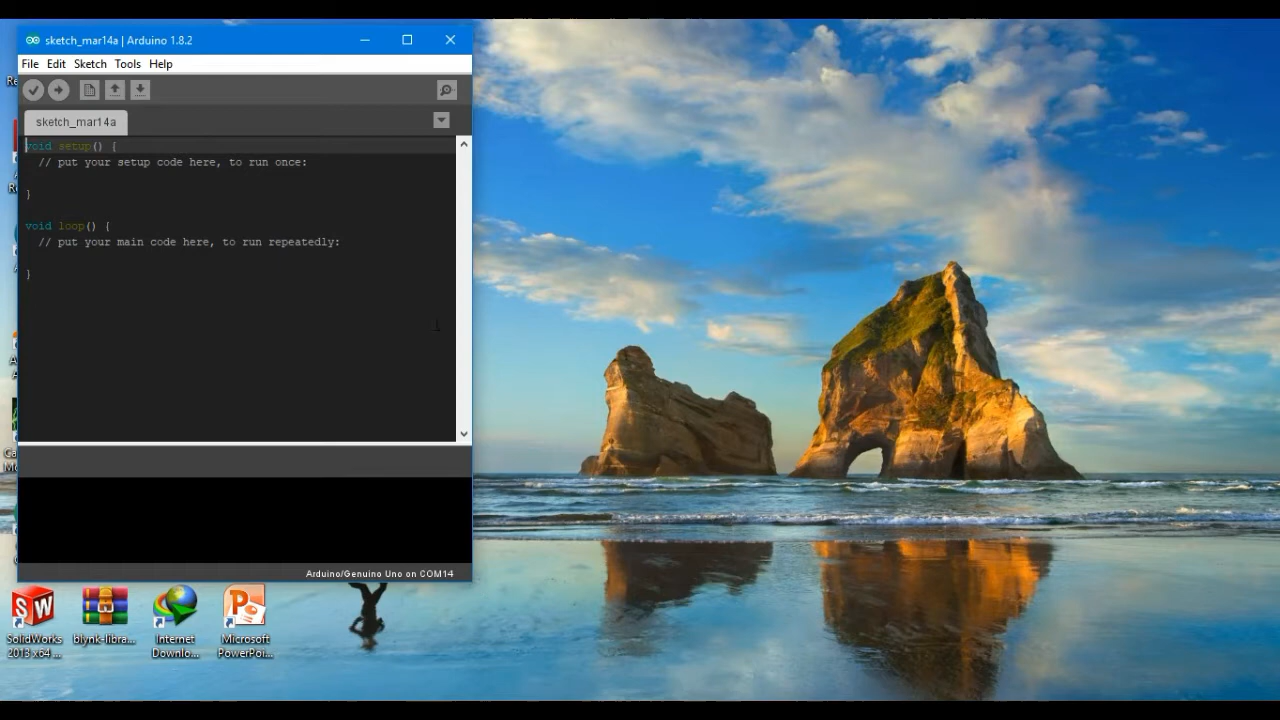 sketch_mar14a | Arduino 1.8.2
File Edit Sketch Tools Help
sketch_mar14a
void setup() {
  // put your setup code here, to run once:
}
void loop() {
  // put your main code here, to run repeatedly:
}
Arduino/Genuino Uno on COM14
SolidWorks 2013 x64 ...
blynk-libra...
Internet Downlo...
Microsoft PowerPoi...